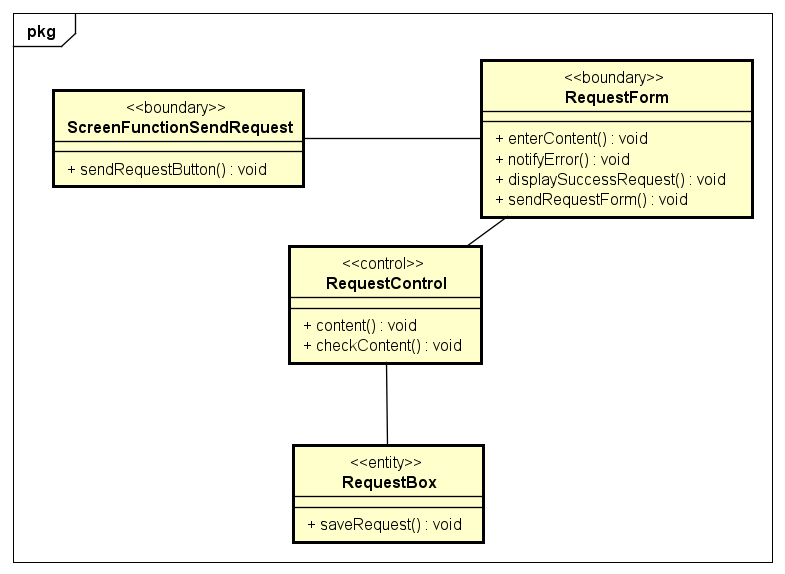 pkg
<<boundary>>
ScreenFunctionSendRequest
+ sendRequestButton() : void
<<boundary>>
RequestForm
+ enterContent() : void
+ notifyError() : void
+ displaySuccessRequest() : void
+ sendRequestForm() : void
<<control>>
RequestControl
+ content() : void
+ checkContent() : void
<<entity>>
RequestBox
+ saveRequest() : void